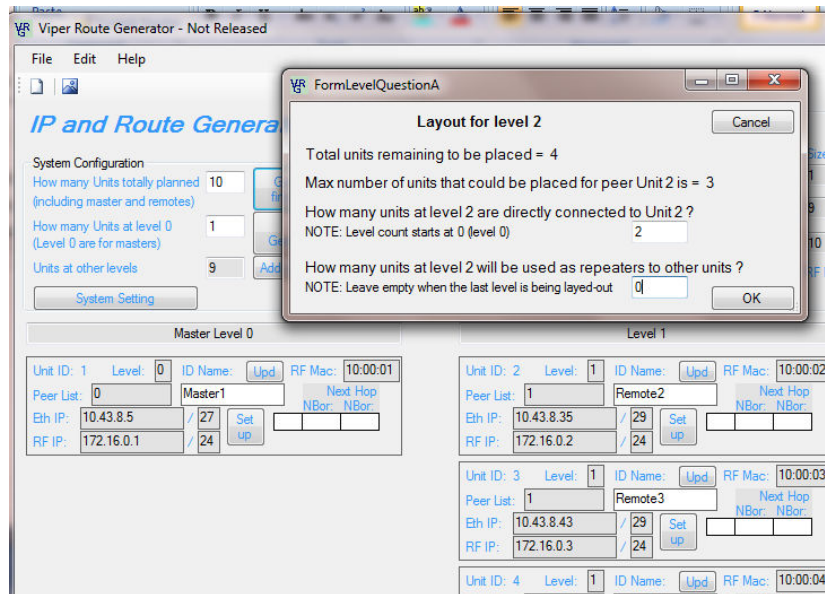 Viper Route Generator - Not Released
File Edit Help
FormLevelQuestionA
Layout for level 2
Cancel
Total units remaining to be placed = 4
Max number of units that could be placed for peer Unit 2 is = 3
How many units at level 2 are directly connected to Unit 2 ?
NOTE: Level count starts at 0 (level 0)
2
How many units at level 2 will be used as repeaters to other units ?
NOTE: Leave empty when the last level is being layed-out
0
OK
IP and Route Genera
System Configuration
How many Units totally planned
(including master and remotes)
10
How many Units at level 0
(Level 0 are for masters)
1
Units at other levels
9
Add
System Setting
10
Master Level 0
Level 1
Unit ID: 1 Level: 0 ID Name: Upd RF Mac: 10:00:01
Peer List: 0 Master1 Next Hop
NBor: NBor:
Eth IP: 10.43.8.5 / 27 Set up
RF IP: 172.16.0.1 / 24
Unit ID: 2 Level: 1 ID Name: Upd RF Mac: 10:00:02
Peer List: 1 Remote2 Next Hop
NBor: NBor:
Eth IP: 10.43.8.35 / 29 Set up
RF IP: 172.16.0.2 / 24
Unit ID: 3 Level: 1 ID Name: Upd RF Mac: 10:00:03
Peer List: 1 Remote3 Next Hop
NBor: NBor:
Eth IP: 10.43.8.43 / 29 Set up
RF IP: 172.16.0.3 / 24
Unit ID: 4 Level: 1 ID Name: Upd RF Mac: 10:00:04